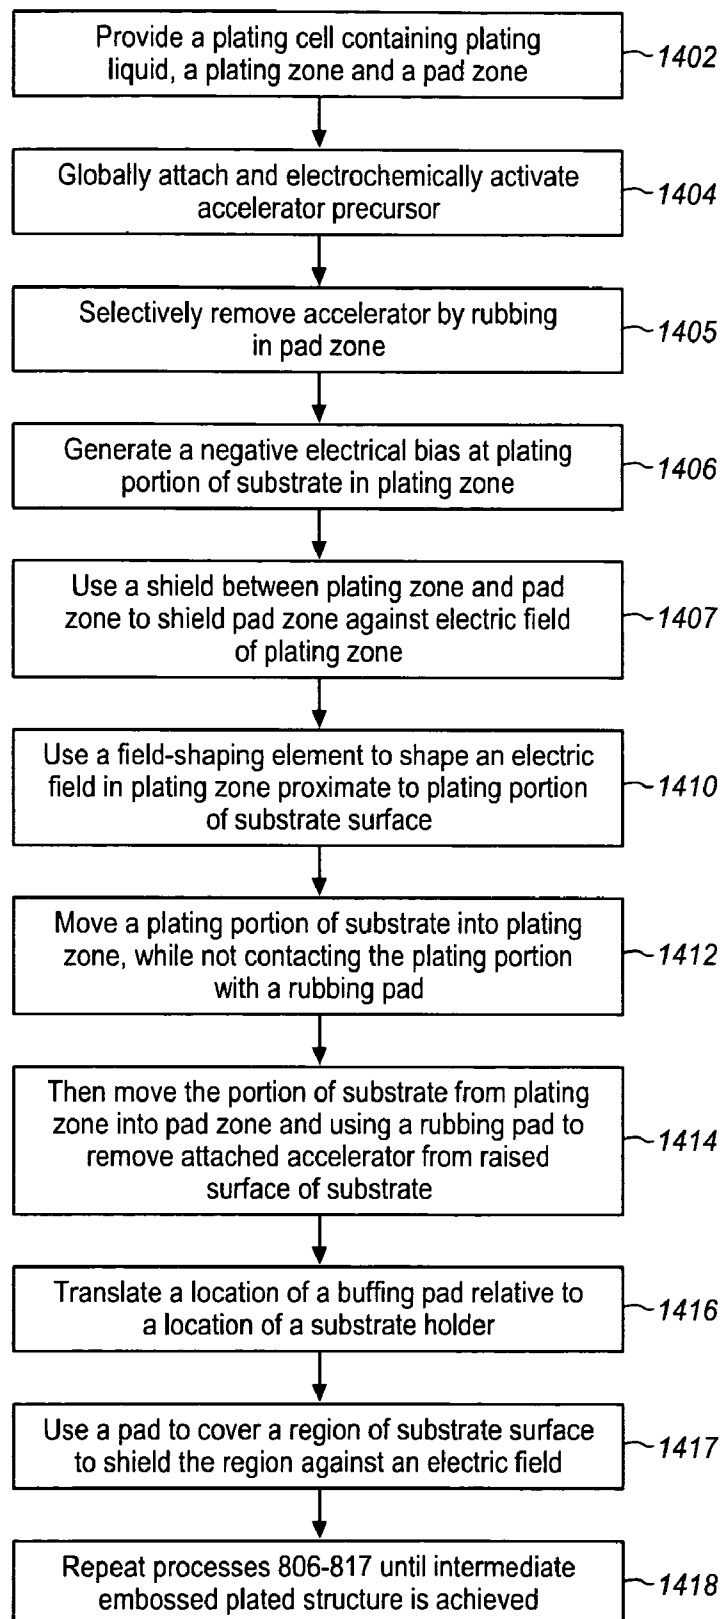 Provide a plating cell containing plating
liquid, a plating zone and a pad zone
1402
Globally attach and electrochemically activate
accelerator precursor
1404
Selectively remove accelerator by rubbing
in pad zone
1405
Generate a negative electrical bias at plating
portion of substrate in plating zone
1406
Use a shield between plating zone and pad
zone to shield pad zone against electric field
of plating zone
1407
Use a field-shaping element to shape an electric
field in plating zone proximate to plating portion
of substrate surface
1410
Move a plating portion of substrate into plating
zone, while not contacting the plating portion
with a rubbing pad
1412
Then move the portion of substrate from plating
zone into pad zone and using a rubbing pad to
remove attached accelerator from raised
surface of substrate
1414
Translate a location of a buffing pad relative to
a location of a substrate holder
1416
Use a pad to cover a region of substrate surface
to shield the region against an electric field
1417
Repeat processes 806-817 until intermediate
embossed plated structure is achieved
1418